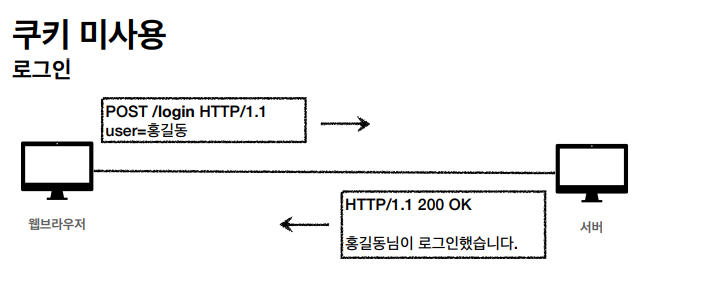 쿠키 미사용
로그인
POST /login HTTP/1.1
user=홍길동
웹브라우저
HTTP/1.1 200 OK
홍길동님이 로그인했습니다.
서버